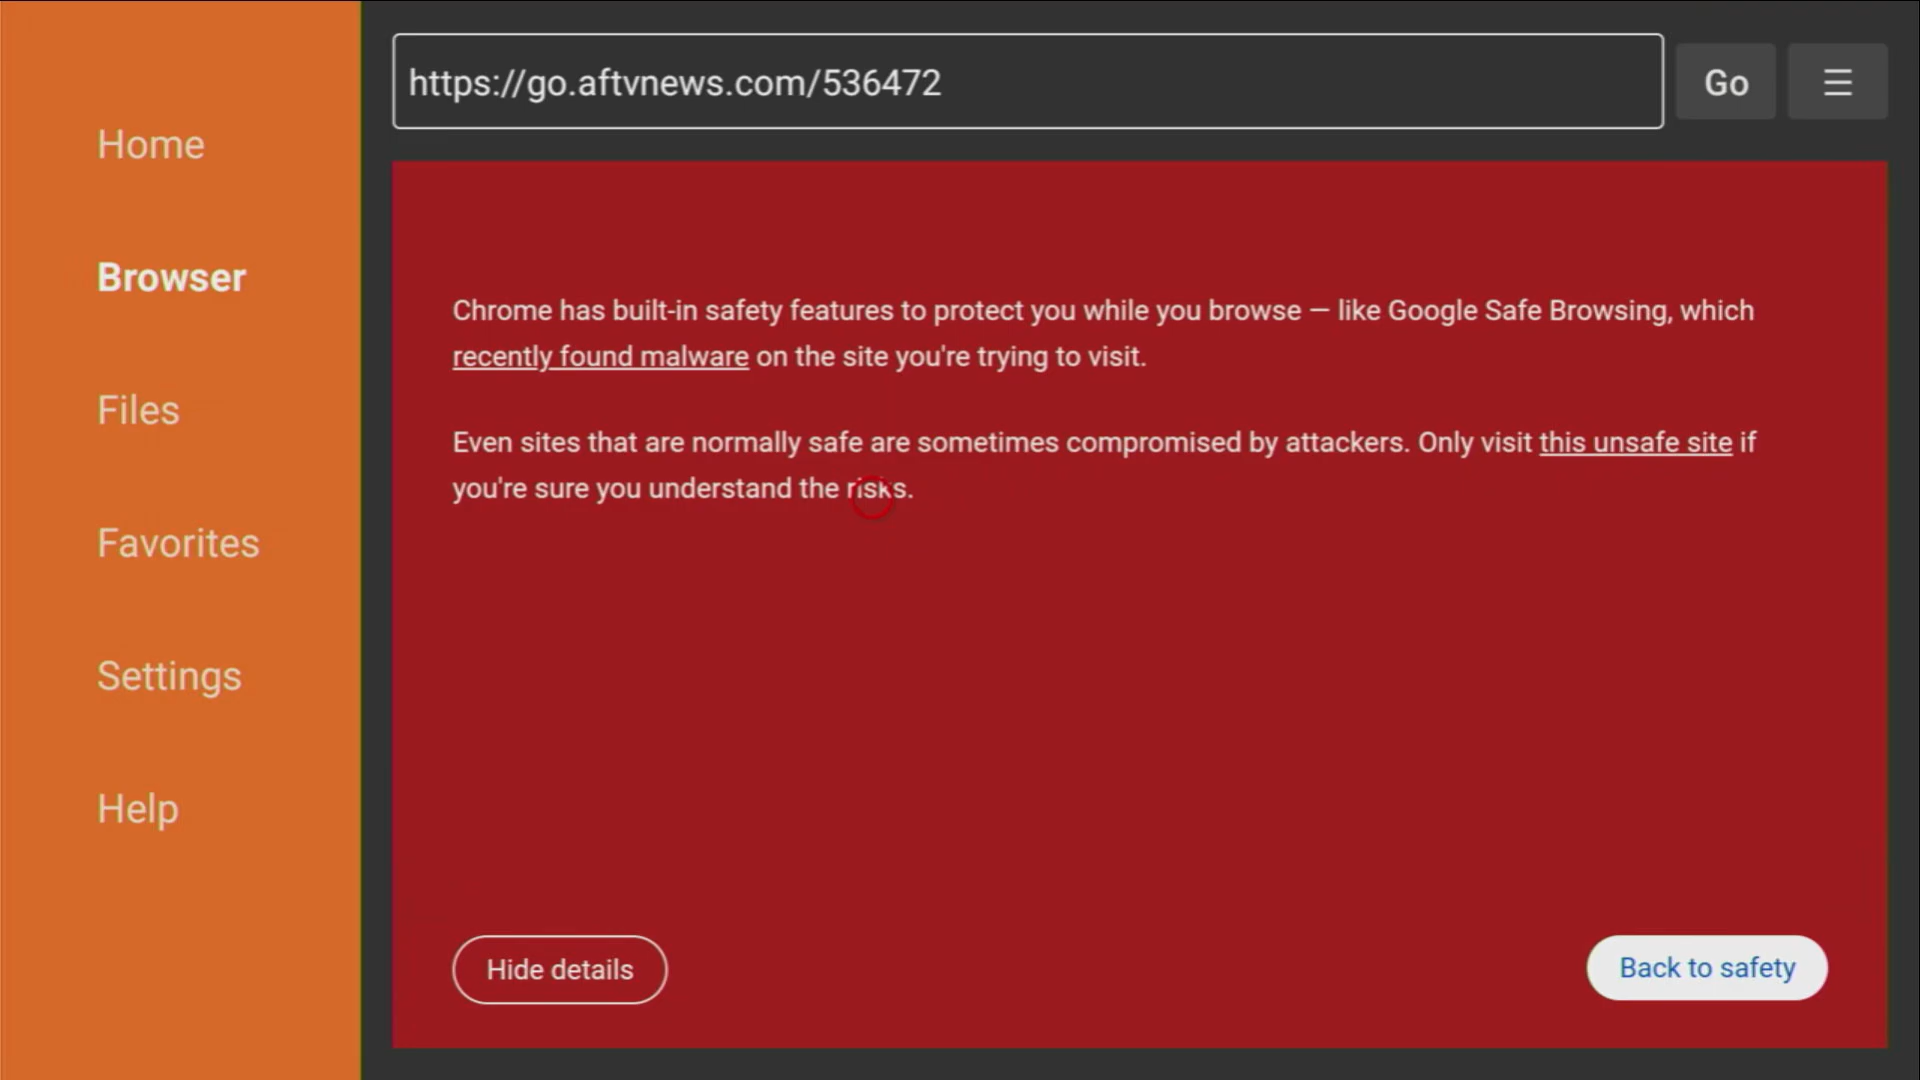 https://go.aftvnews.com/536472
Go
Home
Browser
Files
Favorites
Settings
Help
Chrome has built-in safety features to protect you while you browse — like Google Safe Browsing, which
recently found malware on the site you're trying to visit.
Even sites that are normally safe are sometimes compromised by attackers. Only visit this unsafe site if
you're sure you understand the risks.
Hide details
Back to safety